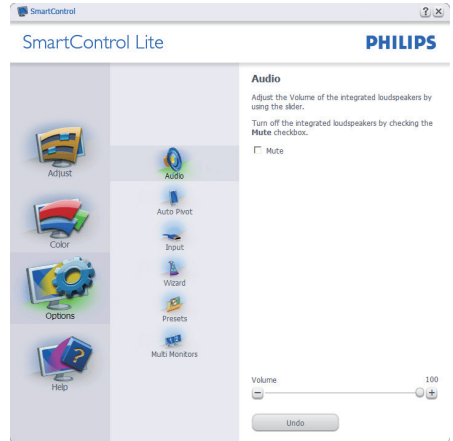 SmartControl
SmartControl Lite
PHILIPS
Adjust
Color
Options
Help
Audio
Auto Pivot
Input
Wizard
Presets
Multi Monitors
Audio
Adjust the Volume of the integrated loudspeakers by
using the slider.
Turn off the integrated loudspeakers by checking the
Mute checkbox.
Mute
Volume 100
Undo